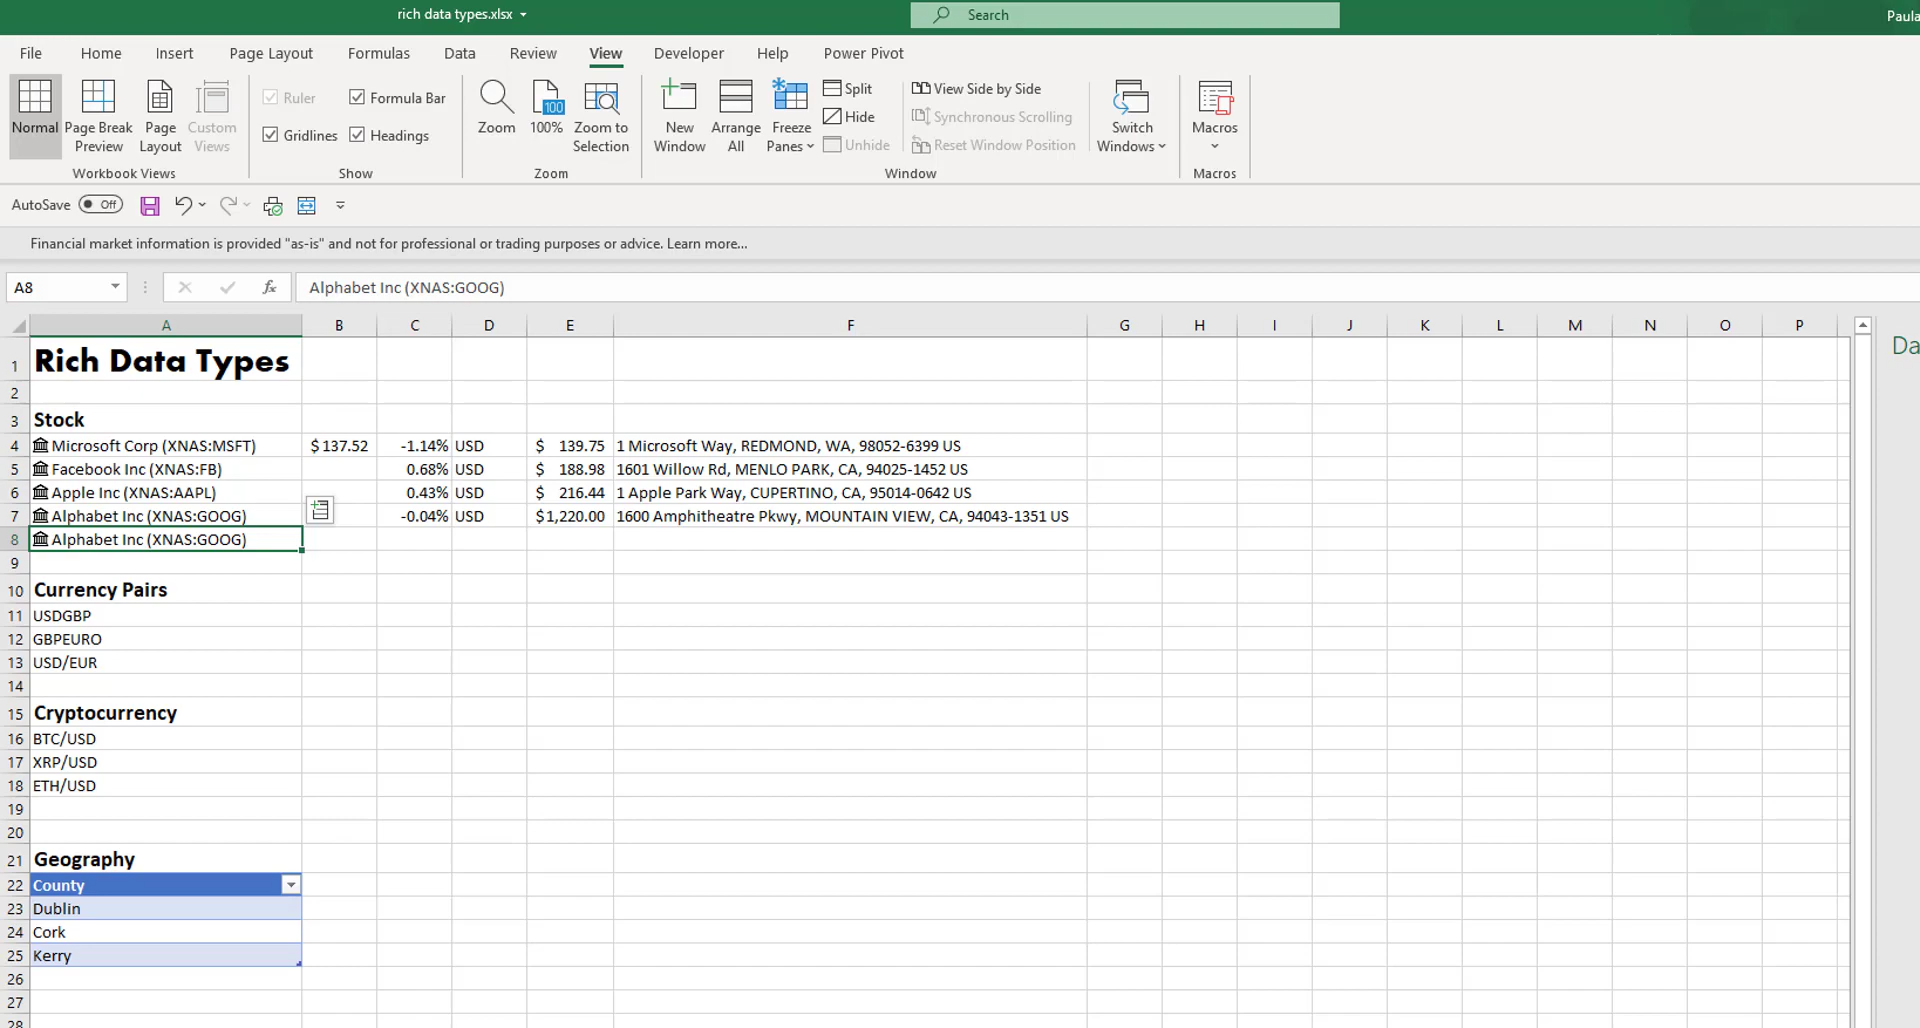 rich data types.xlsx
Search
Paula
File Home Insert Page Layout Formulas Data Review View Developer Help Power Pivot
Normal
Page Break Preview
Page Layout
Custom Views
Workbook Views
Ruler
Formula Bar
Gridlines
Headings
Show
Zoom
100
100%
Zoom to Selection
Zoom
New Window
Arrange All
Freeze Panes
Split
Hide
Unhide
View Side by Side
Synchronous Scrolling
Reset Window Position
Switch Windows
Window
Macros
Macros
AutoSave Off
Financial market information is provided "as-is" and not for professional or trading purposes or advice. Learn more...
A8 fx Alphabet Inc (XNAS:GOOG)
A B C D E F G H I J K L M N O P
Da
1 Rich Data Types
2
3 Stock
4 Microsoft Corp (XNAS:MSFT) $137.52 -1.14% USD $ 139.75 1 Microsoft Way, REDMOND, WA, 98052-6399 US
5 Facebook Inc (XNAS:FB) 0.68% USD $ 188.98 1601 Willow Rd, MENLO PARK, CA, 94025-1452 US
6 Apple Inc (XNAS:AAPL) 0.43% USD $ 216.44 1 Apple Park Way, CUPERTINO, CA, 95014-0642 US
7 Alphabet Inc (XNAS:GOOG) -0.04% USD $1,220.00 1600 Amphitheatre Pkwy, MOUNTAIN VIEW, CA, 94043-1351 US
8 Alphabet Inc (XNAS:GOOG)
9
10 Currency Pairs
11 USDGBP
12 GBPEURO
13 USD/EUR
14
15 Cryptocurrency
16 BTC/USD
17 XRP/USD
18 ETH/USD
19
20
21 Geography
22 County
23 Dublin
24 Cork
25 Kerry
26
27
28